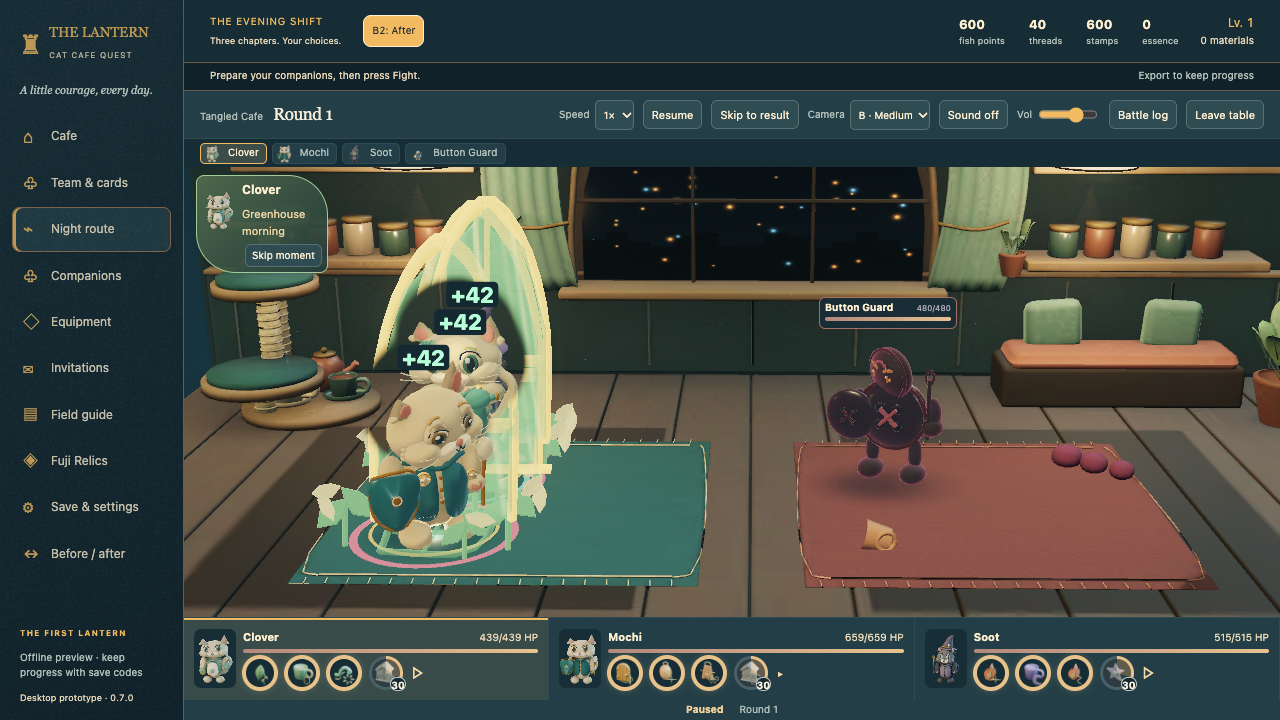 THE LANTERN
CAT CAFE QUEST
A little courage, every day.
Cafe
Team & cards
Night route
Companions
Equipment
Invitations
Field guide
Fuji Relics
Save & settings
Before / after
THE FIRST LANTERN
Offline preview · keep
progress with save codes
Desktop prototype · 0.7.0
THE EVENING SHIFT
Three chapters. Your choices.
B2: After
600
fish points
40
threads
600
stamps
0
essence
Lv. 1
0 materials
Prepare your companions, then press Fight.
Export to keep progress
Tangled Cafe
Round 1
Speed
1x
Resume
Skip to result
Camera
B · Medium
Sound off
Vol
Battle log
Leave table
Clover
Mochi
Soot
Button Guard
Clover
Greenhouse
morning
Skip moment
+42
+42
+42
Button Guard
480/480
Clover
439/439 HP
30
Mochi
659/659 HP
30
Soot
515/515 HP
30
Paused
Round 1